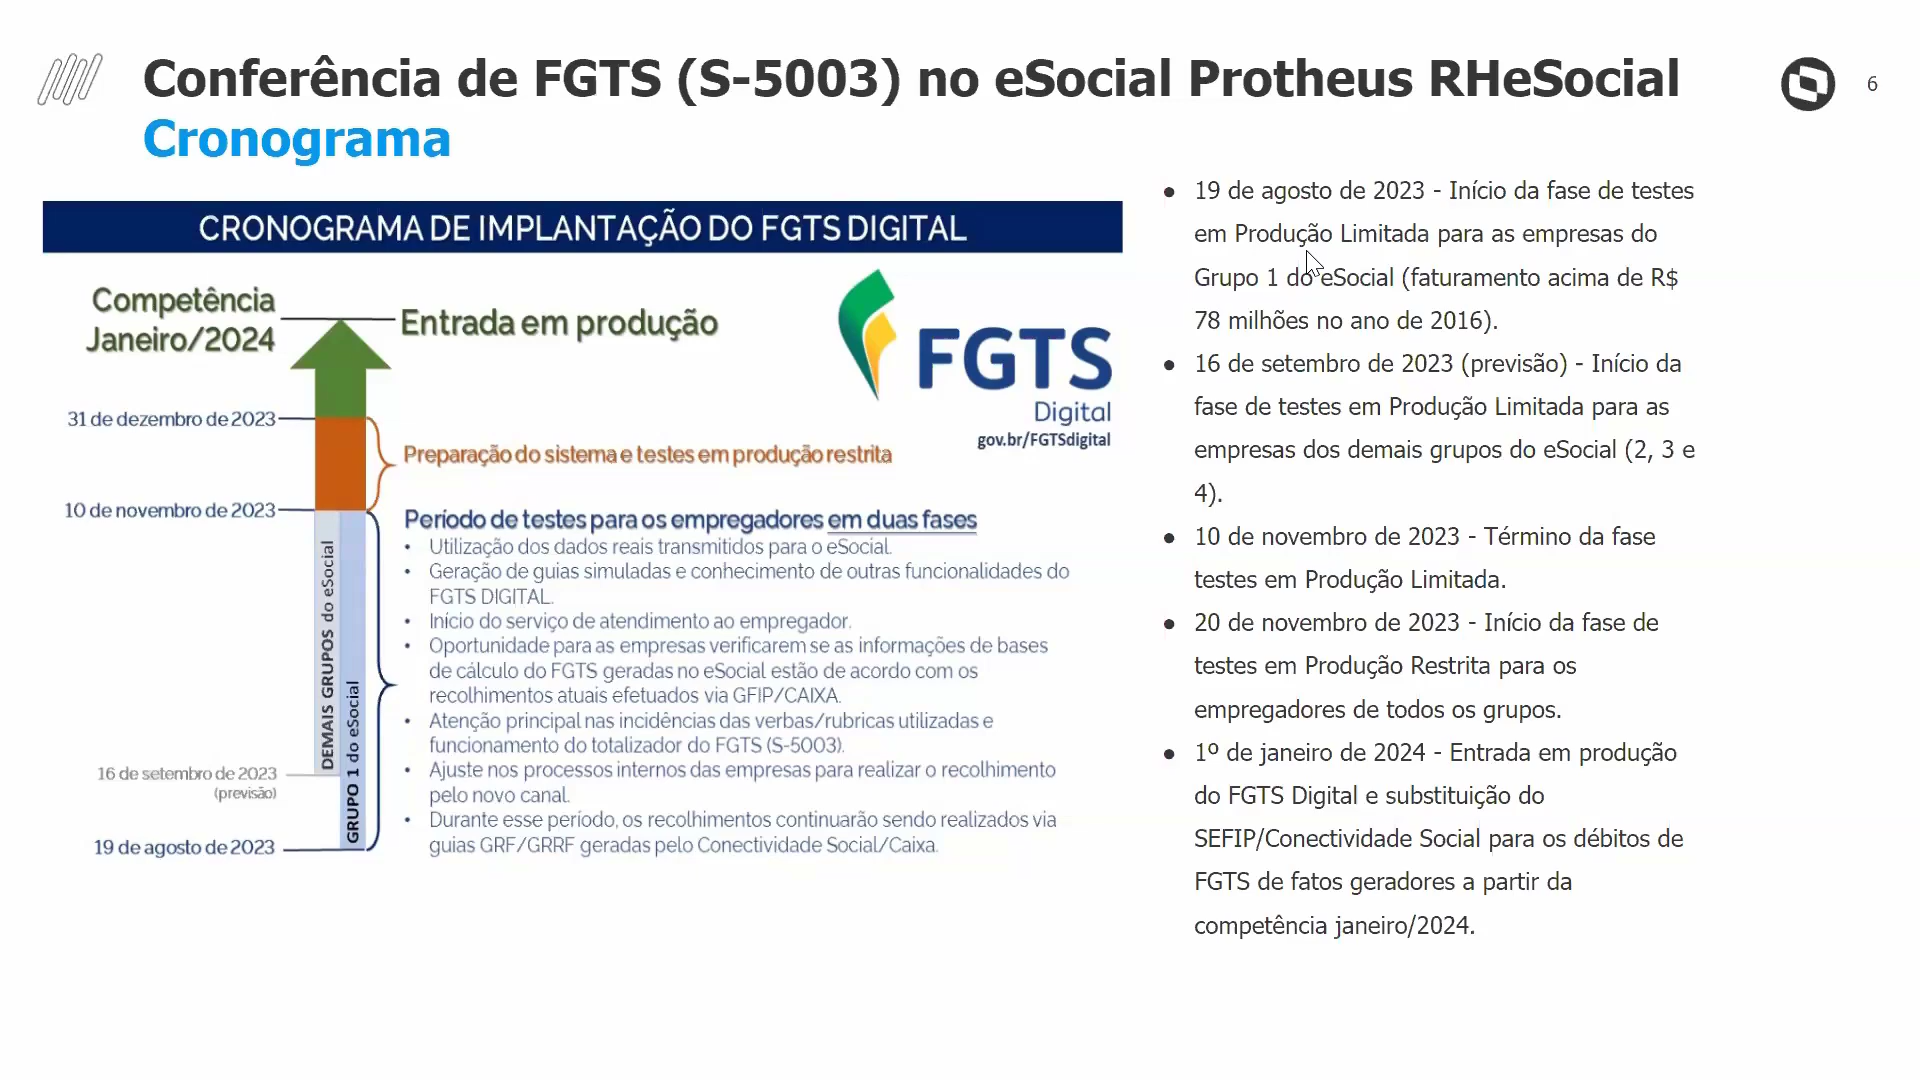 Conferência de FGTS (S-5003) no eSocial Protheus RHeSocial
Cronograma
6
CRONOGRAMA DE IMPLANTAÇÃO DO FGTS DIGITAL
Competência
Janeiro/2024
Entrada em produção
FGTS
Digital
gov.br/FGTSdigital
31 de dezembro de 2023
Preparação do sistema e testes em produção restrita
10 de novembro de 2023
Período de testes para os empregadores em duas fases
• Utilização dos dados reais transmitidos para o eSocial.
• Geração de guias simuladas e conhecimento de outras funcionalidades do
FGTS DIGITAL.
• Início do serviço de atendimento ao empregador.
• Oportunidade para as empresas verificarem se as informações de bases
de cálculo do FGTS geradas no eSocial estão de acordo com os
recolhimentos atuais efetuados via GFIP/CAIXA.
• Atenção principal nas incidências das verbas/rubricas utilizadas e
funcionamento do totalizador do FGTS (S-5003).
• Ajuste nos processos internos das empresas para realizar o recolhimento
pelo novo canal.
• Durante esse período, os recolhimentos continuarão sendo realizados via
guias GRF/GRRF geradas pelo Conectividade Social/Caixa.
DEMAIS GRUPOS do eSocial
GRUPO 1 do eSocial
16 de setembro de 2023
(previsão)
19 de agosto de 2023
● 19 de agosto de 2023 - Início da fase de testes
em Produção Limitada para as empresas do
Grupo 1 do eSocial (faturamento acima de R$
78 milhões no ano de 2016).
● 16 de setembro de 2023 (previsão) - Início da
fase de testes em Produção Limitada para as
empresas dos demais grupos do eSocial (2, 3 e
4).
● 10 de novembro de 2023 - Término da fase
testes em Produção Limitada.
● 20 de novembro de 2023 - Início da fase de
testes em Produção Restrita para os
empregadores de todos os grupos.
● 1º de janeiro de 2024 - Entrada em produção
do FGTS Digital e substituição do
SEFIP/Conectividade Social para os débitos de
FGTS de fatos geradores a partir da
competência janeiro/2024.